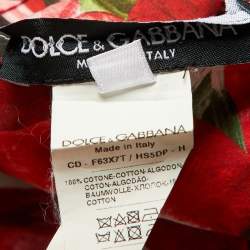 DOLCE & GABBANA
MADE IN ITALY
DOLCE & GABBANA
Made in Italy
CD - F63X7T / HS5DP - H
100% COTONE-COTTON-COTON-
ALGODÃO-ALGODÓN-
BAUMWOLLE-ХЛОПОК-
COTTON